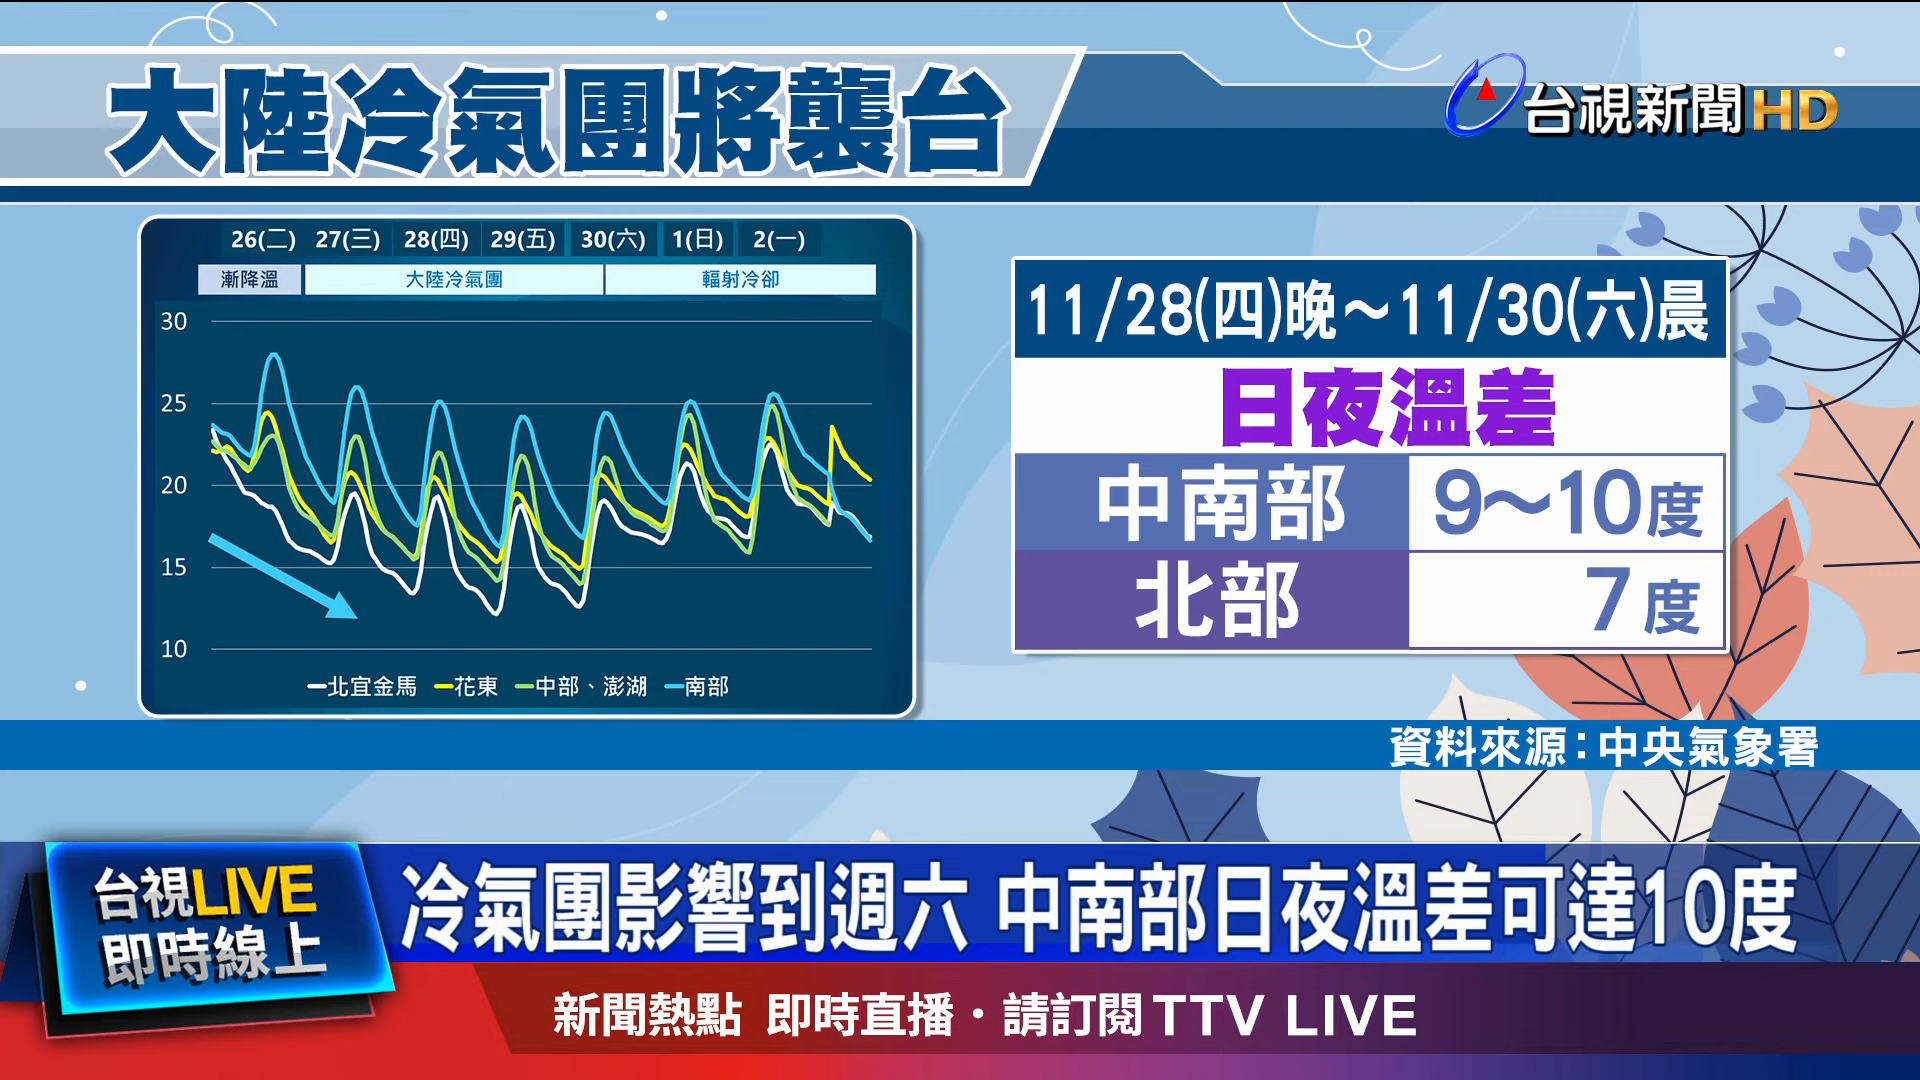 大陸冷氣團將襲台
台視新聞HD
26(二) 27(三) 28(四) 29(五) 30(六) 1(日) 2(一)
漸降溫 大陸冷氣團 輻射冷卻
30
25
20
15
10
北宜金馬 花東 中部、澎湖 南部
11/28(四)晚～11/30(六)晨
日夜溫差
中南部 9～10度
北部 7度
資料來源：中央氣象署
台視LIVE
即時線上
冷氣團影響到週六 中南部日夜溫差可達10度
新聞熱點 即時直播・請訂閱TTV LIVE